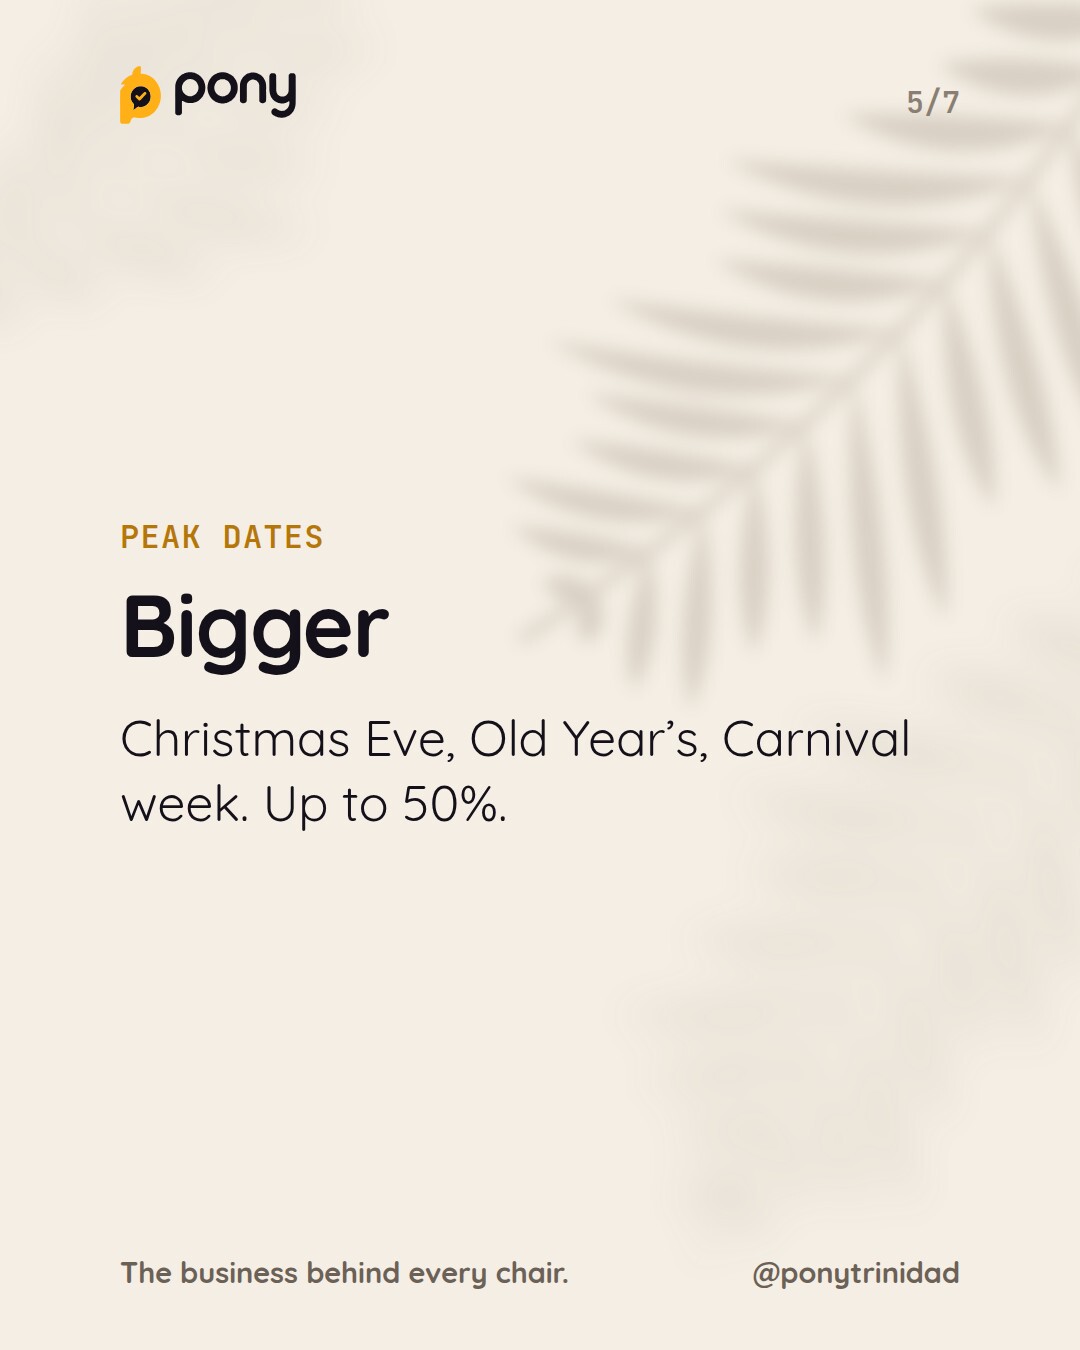 pony
5/7
PEAK DATES
Bigger
Christmas Eve, Old Year’s, Carnival
week. Up to 50%.
The business behind every chair.
@ponytrinidad